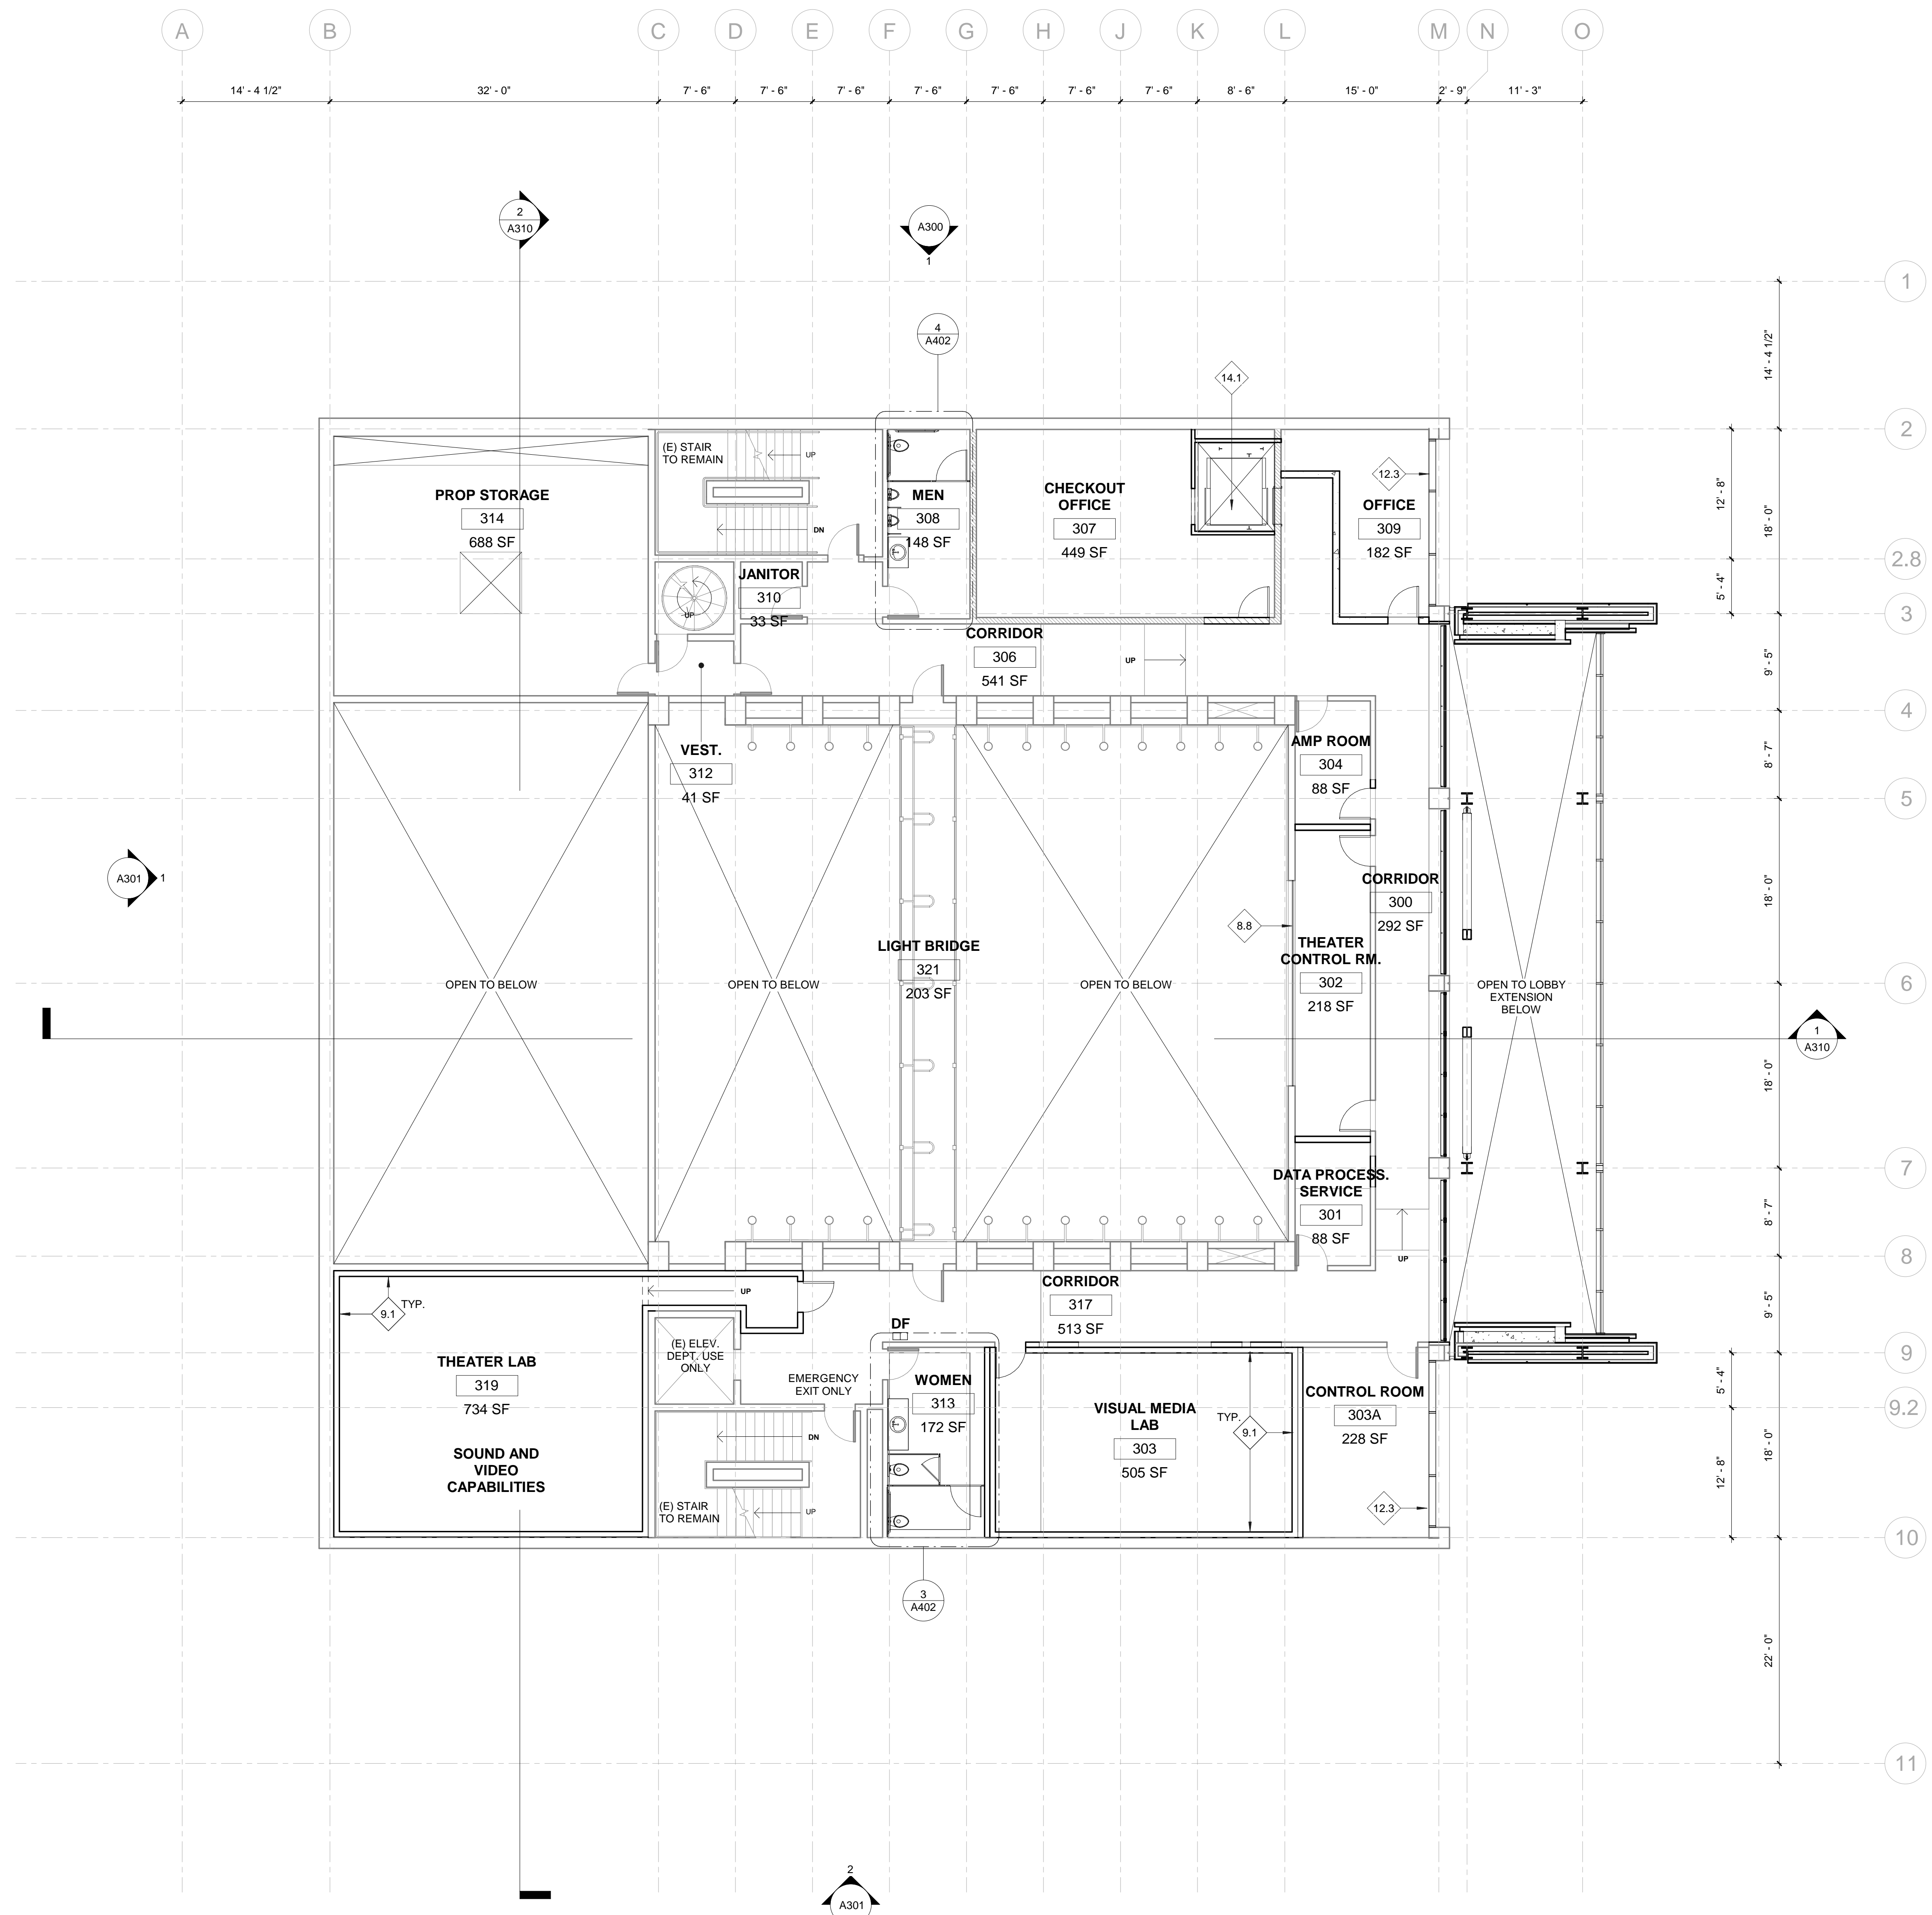 A B C D E F G H J K L M N O
14' - 4 1/2" 32' - 0" 7' - 6" 7' - 6" 7' - 6" 7' - 6" 7' - 6" 7' - 6" 7' - 6" 8' - 6" 15' - 0" 2' - 9" 11' - 3"
2
A310
A300
1
1
4
A402
14' - 4 1/2"
14.1
2
(E) STAIR
TO REMAIN
UP
DN
PROP STORAGE
314
688 SF
MEN
308
148 SF
CHECKOUT
OFFICE
307
449 SF
12.3
OFFICE
309
182 SF
12' - 8"
18' - 0"
2.8
JANITOR
310
33 SF
UP
5' - 4"
3
CORRIDOR
306
541 SF
UP
9' - 5"
4
VEST.
312
41 SF
AMP ROOM
304
88 SF
8' - 7"
5
A301
1
CORRIDOR
300
292 SF
18' - 0"
8.8
LIGHT BRIDGE
321
203 SF
THEATER
CONTROL RM.
302
218 SF
OPEN TO BELOW
OPEN TO BELOW
OPEN TO BELOW
OPEN TO LOBBY
EXTENSION
BELOW
6
1
A310
18' - 0"
7
DATA PROCESS.
SERVICE
301
88 SF
UP
8' - 7"
8
CORRIDOR
317
513 SF
UP
9.1
TYP.
DF
9' - 5"
(E) ELEV.
DEPT. USE
ONLY
9
THEATER LAB
319
734 SF
EMERGENCY
EXIT ONLY
WOMEN
313
172 SF
VISUAL MEDIA
LAB
303
505 SF
TYP.
9.1
CONTROL ROOM
303A
228 SF
5' - 4"
9.2
18' - 0"
12' - 8"
SOUND AND
VIDEO
CAPABILITIES
DN
UP
(E) STAIR
TO REMAIN
12.3
10
3
A402
22' - 0"
11
2
A301